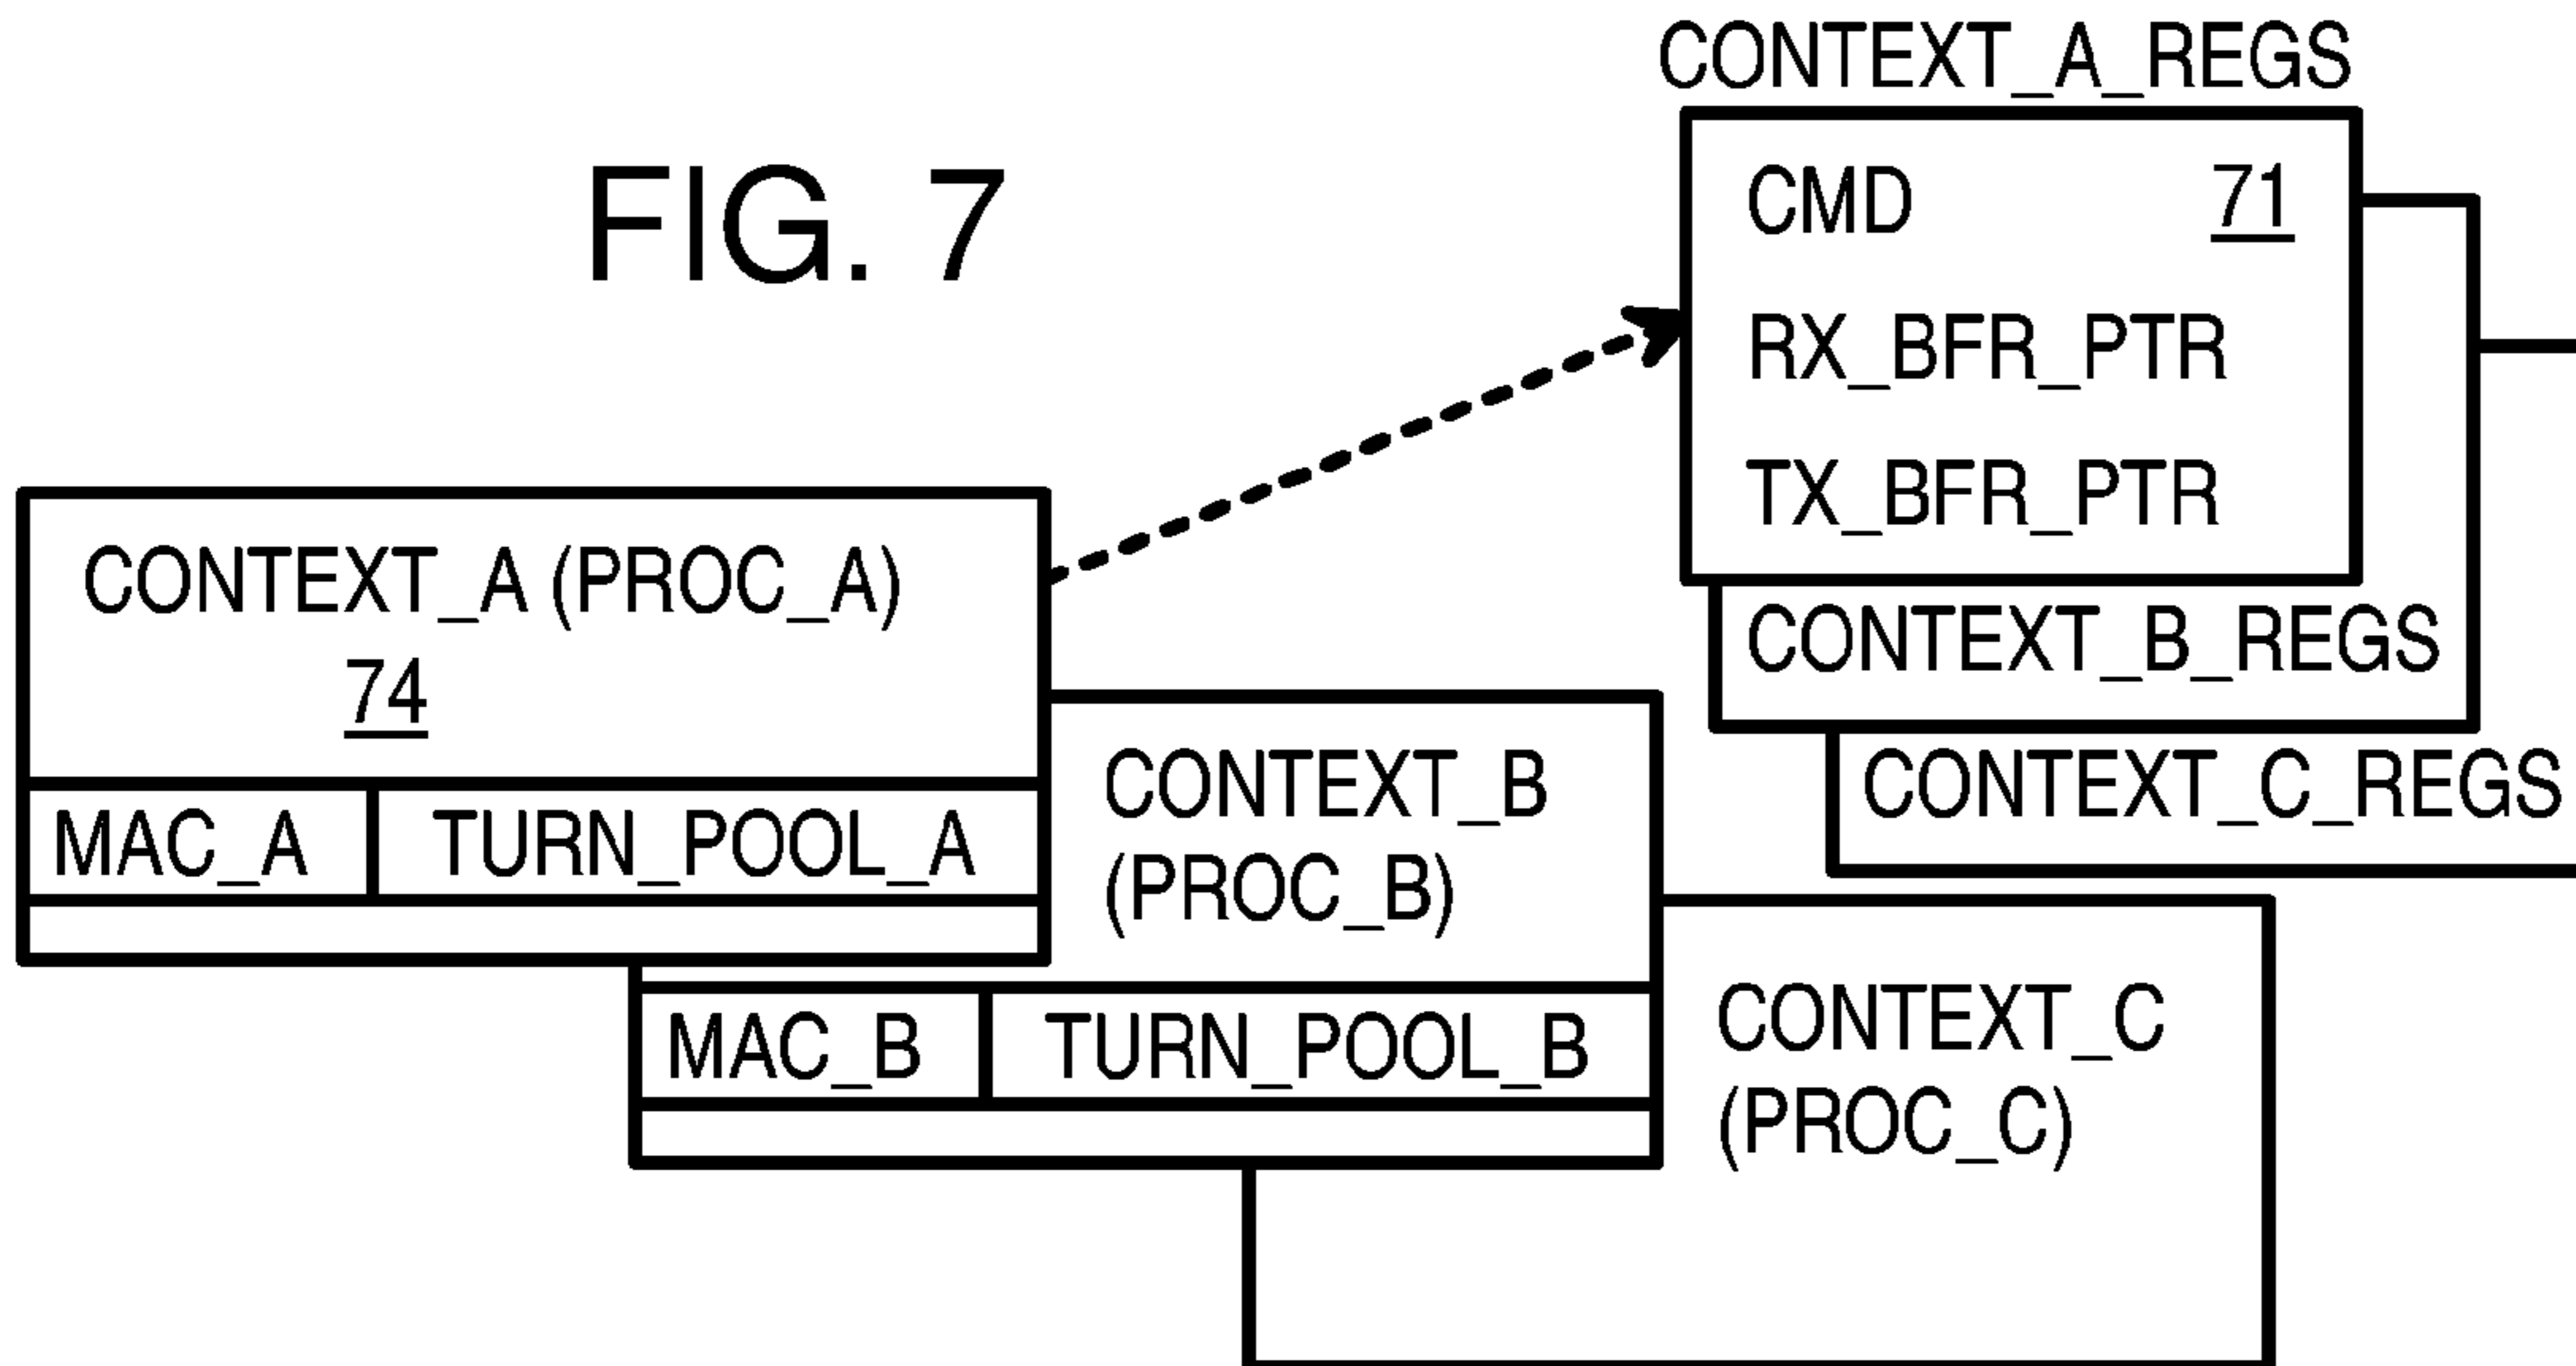 FIG. 7
CONTEXT_A_REGS
CMD 71
RX_BFR_PTR
TX_BFR_PTR
CONTEXT_B_REGS
CONTEXT_C_REGS
CONTEXT_A (PROC_A)
74
MAC_A TURN_POOL_A
CONTEXT_B
(PROC_B)
MAC_B TURN_POOL_B
CONTEXT_C
(PROC_C)